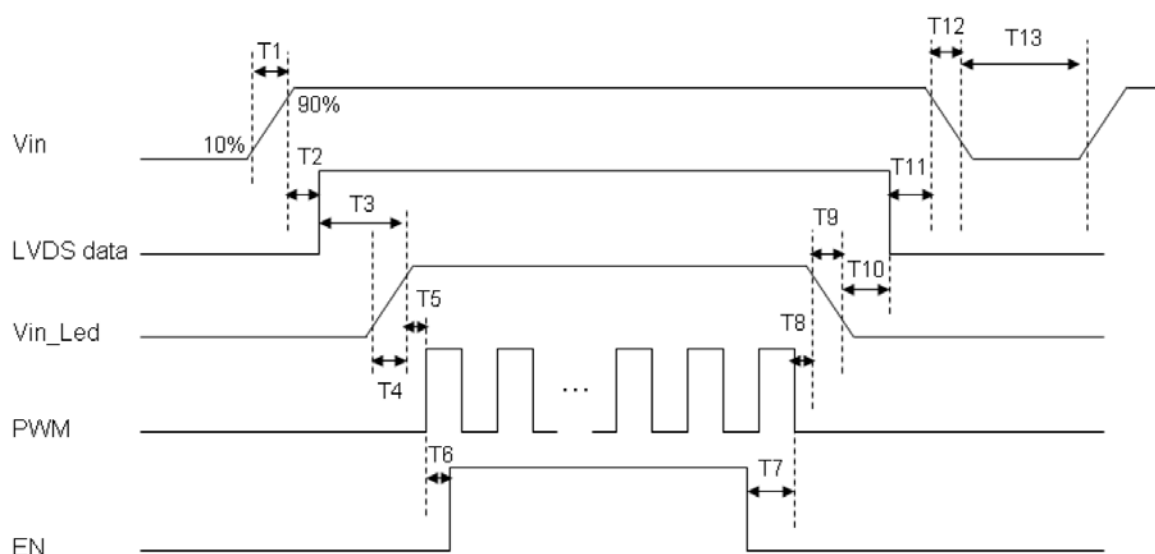 T1
T12
T13
90%
10%
Vin
T2
T11
T3
T9
LVDS data
T10
T5
Vin_Led
T8
T4
...
PWM
T6
T7
EN